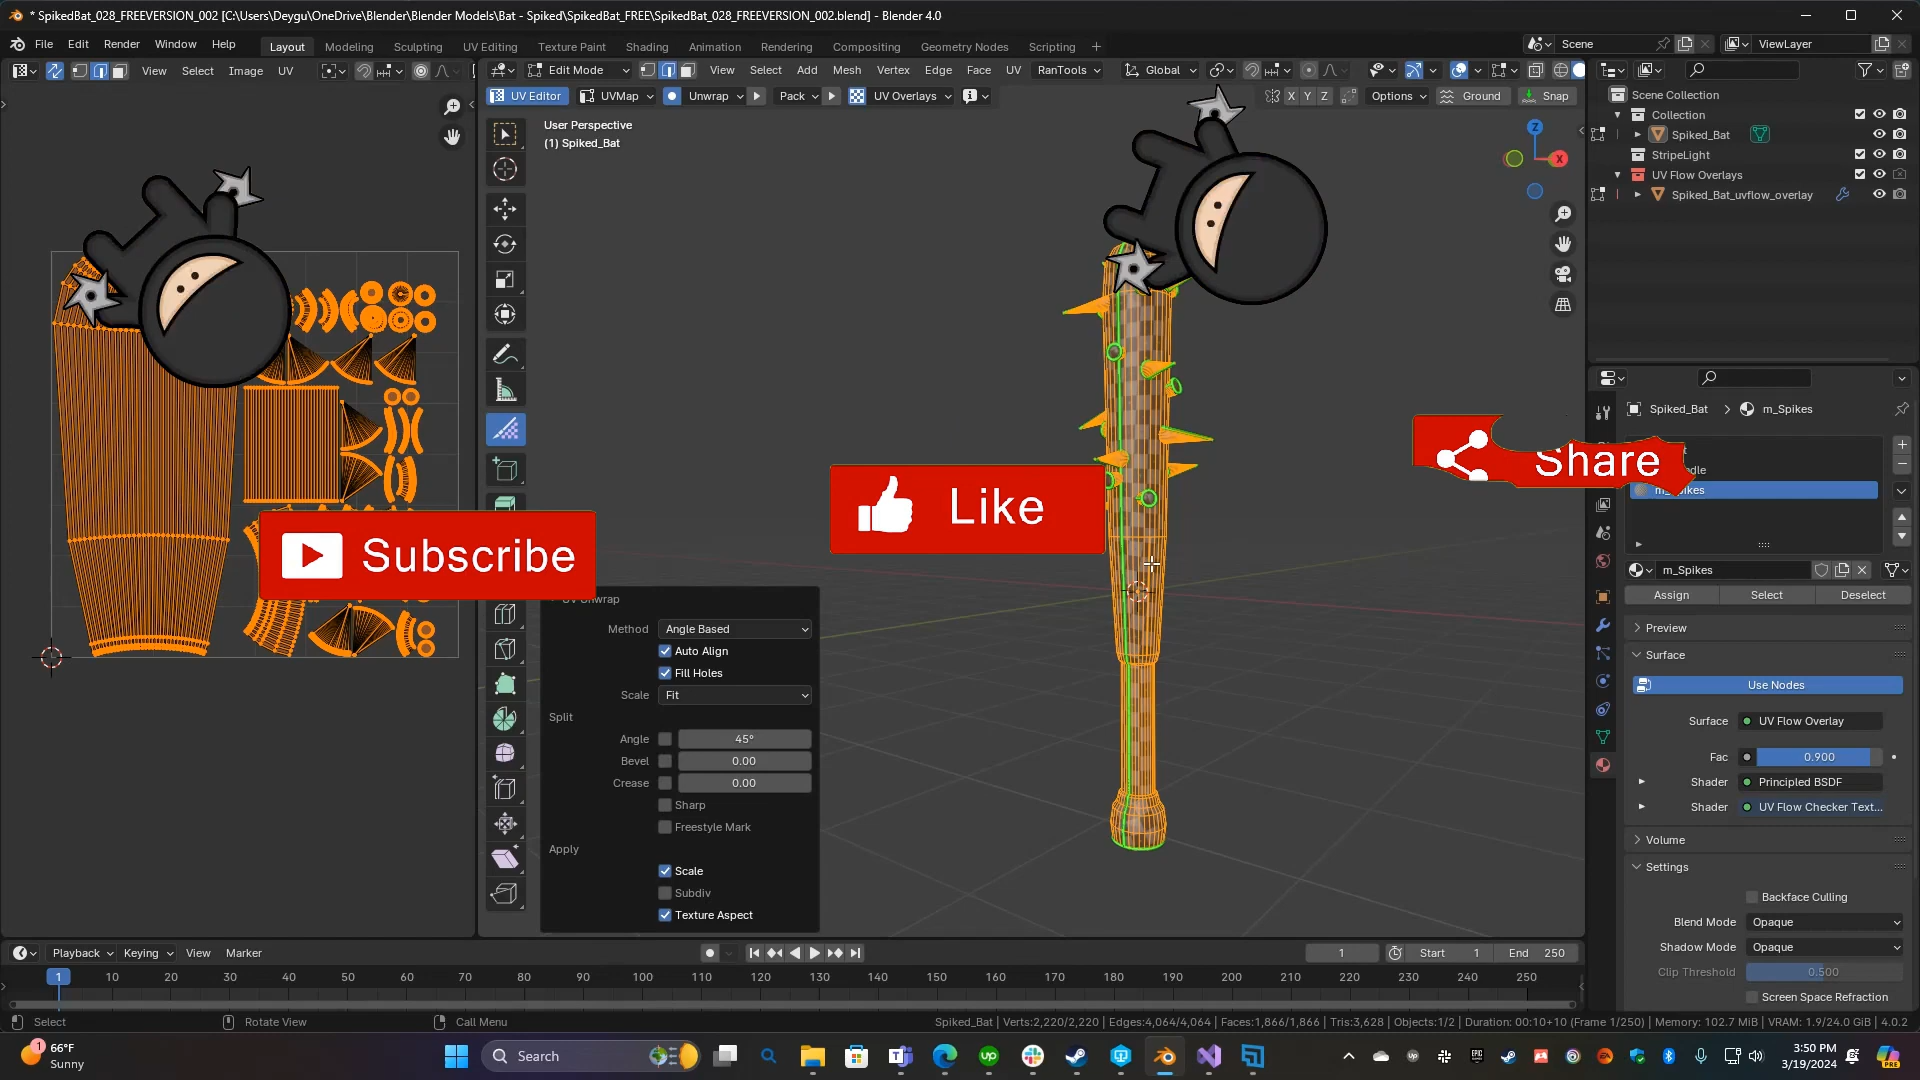 * SpikedBat_028_FREEVERSION_002 [C:\Users\Deygu\OneDrive\Blender\Blender Models\Bat - Spiked\SpikedBat_FREE\SpikedBat_028_FREEVERSION_002.blend] - Blender 4.0
File Edit Render Window Help Layout Modeling Sculpting UV Editing Texture Paint Shading Animation Rendering Compositing Geometry Nodes Scripting +
Scene ViewLayer
View Select Image UV
Edit Mode View Select Add Mesh Vertex Edge Face UV RanTools Global
UV Editor UVMap Unwrap Pack UV Overlays
X Y Z Options Ground Snap
User Perspective
(1) Spiked_Bat
Z
X
Scene Collection
Collection
Spiked_Bat
StripeLight
UV Flow Overlays
Spiked_Bat_uvflow_overlay
Subscribe
Like
Share
UV Unwrap
Method Angle Based
Auto Align
Fill Holes
Scale Fit
Split
Angle 45°
Bevel 0.00
Crease 0.00
Sharp
Freestyle Mark
Apply
Scale
Subdiv
Texture Aspect
Spiked_Bat > m_Spikes
m_Spikes
m_Spikes
Assign Select Deselect
Preview
Surface
Use Nodes
Surface UV Flow Overlay
Fac 0.900
Shader Principled BSDF
Shader UV Flow Checker Text...
Volume
Settings
Backface Culling
Blend Mode Opaque
Shadow Mode Opaque
Clip Threshold 0.500
Screen Space Refraction
Playback Keying View Marker
1 Start 1 End 250
1 10 20 30 40 50 60 70 80 90 100 110 120 130 140 150 160 170 180 190 200 210 220 230 240 250
Select Rotate View Call Menu
Spiked_Bat | Verts:2,220/2,220 | Edges:4,064/4,064 | Faces:1,866/1,866 | Tris:3,628 | Objects:1/2 | Duration: 00:10+10 (Frame 1/250) | Memory: 102.7 MiB | VRAM: 1.9/24.0 GiB | 4.0.2
1
66°F
Sunny
Search
3:50 PM
3/19/2024